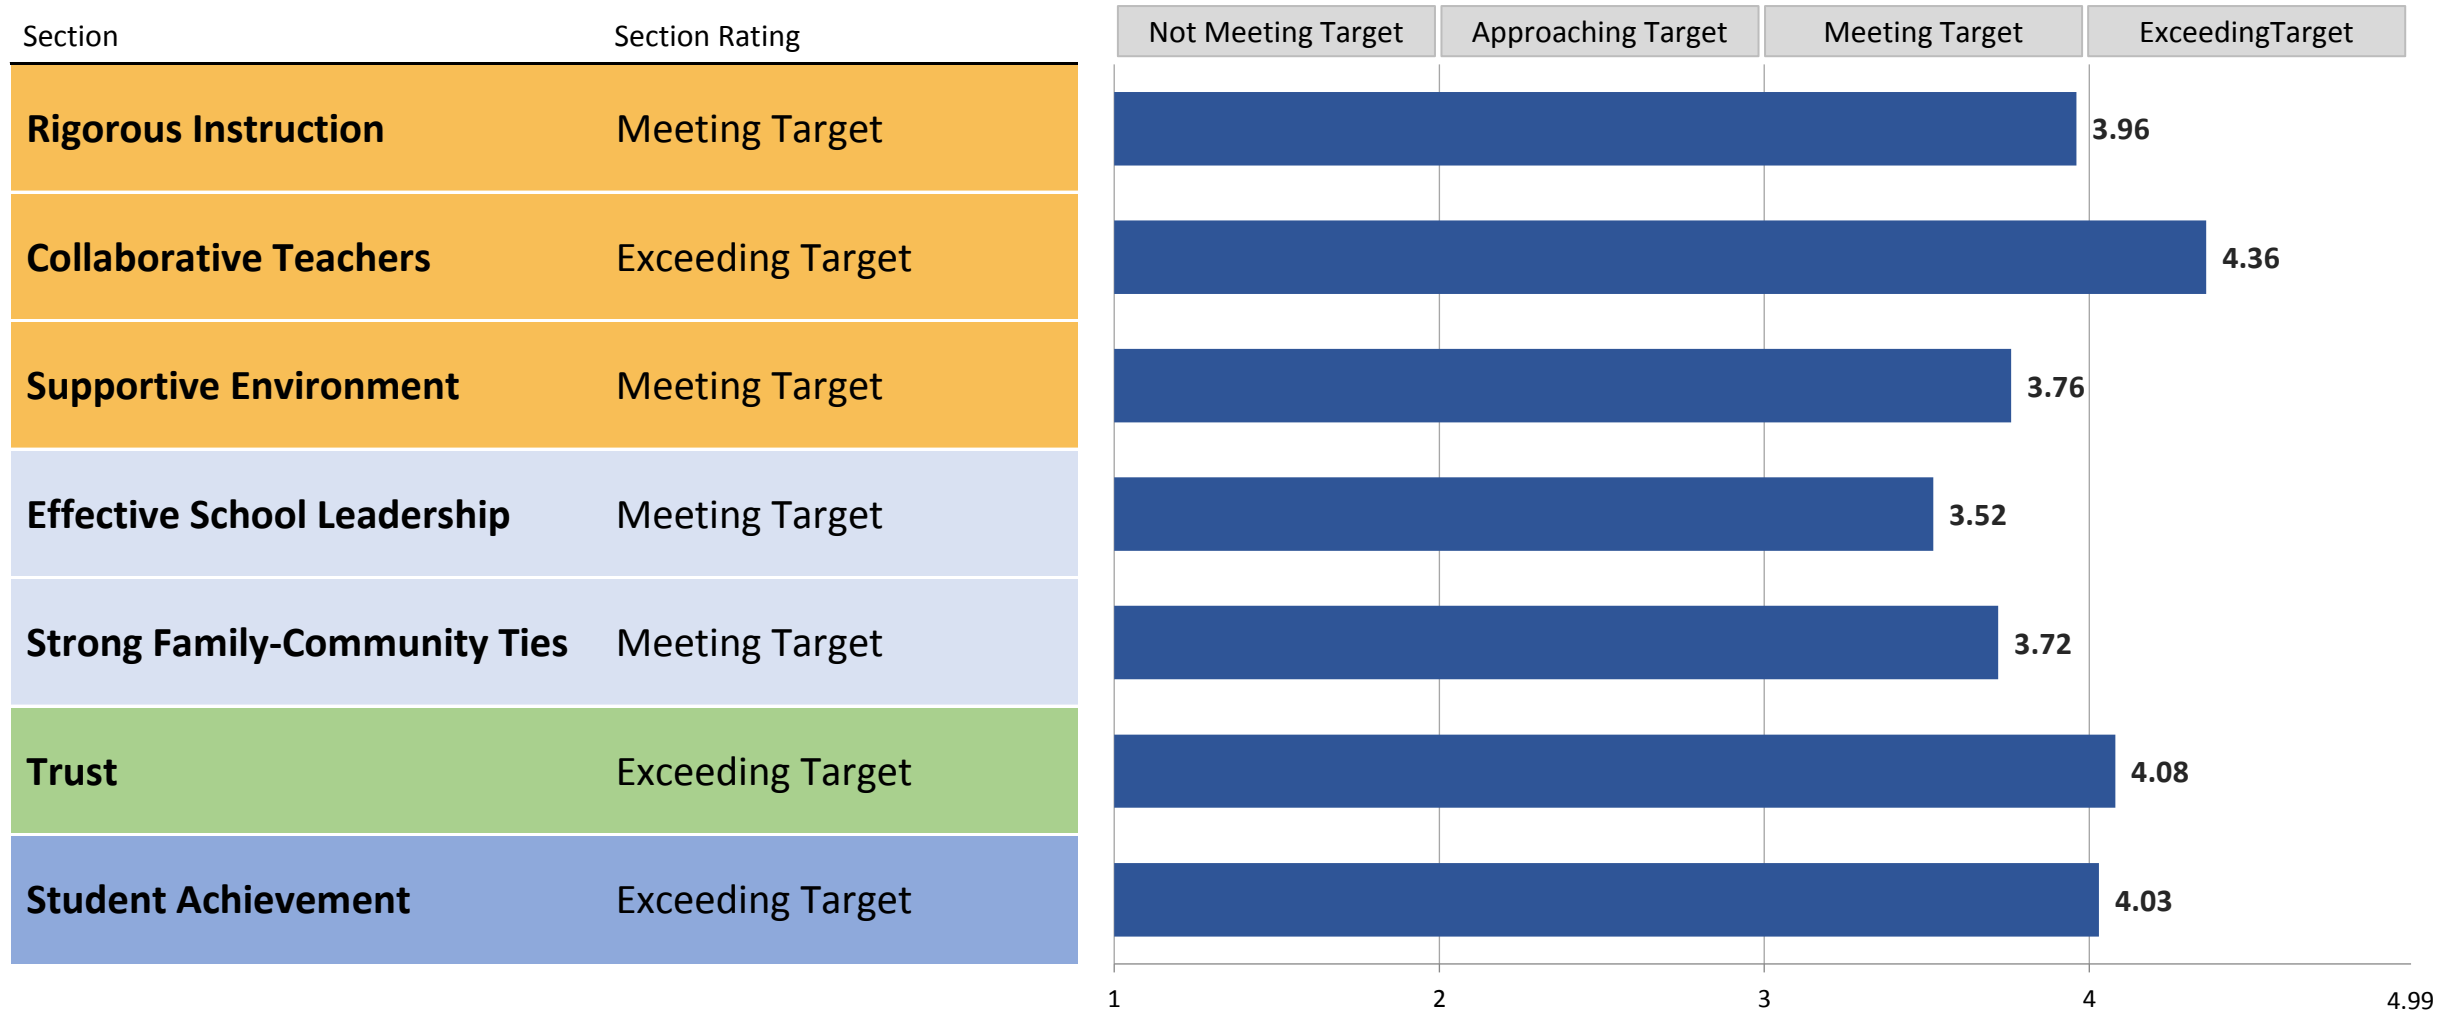 Section Section Rating Not Meeting Target Approaching Target Meeting Target ExceedingTarget
Rigorous Instruction Meeting Target 3.96
Collaborative Teachers Exceeding Target 4.36
Supportive Environment Meeting Target 3.76
Effective School Leadership Meeting Target 3.52
Strong Family-Community Ties Meeting Target 3.72
Trust Exceeding Target 4.08
Student Achievement Exceeding Target 4.03
1 2 3 4 4.99